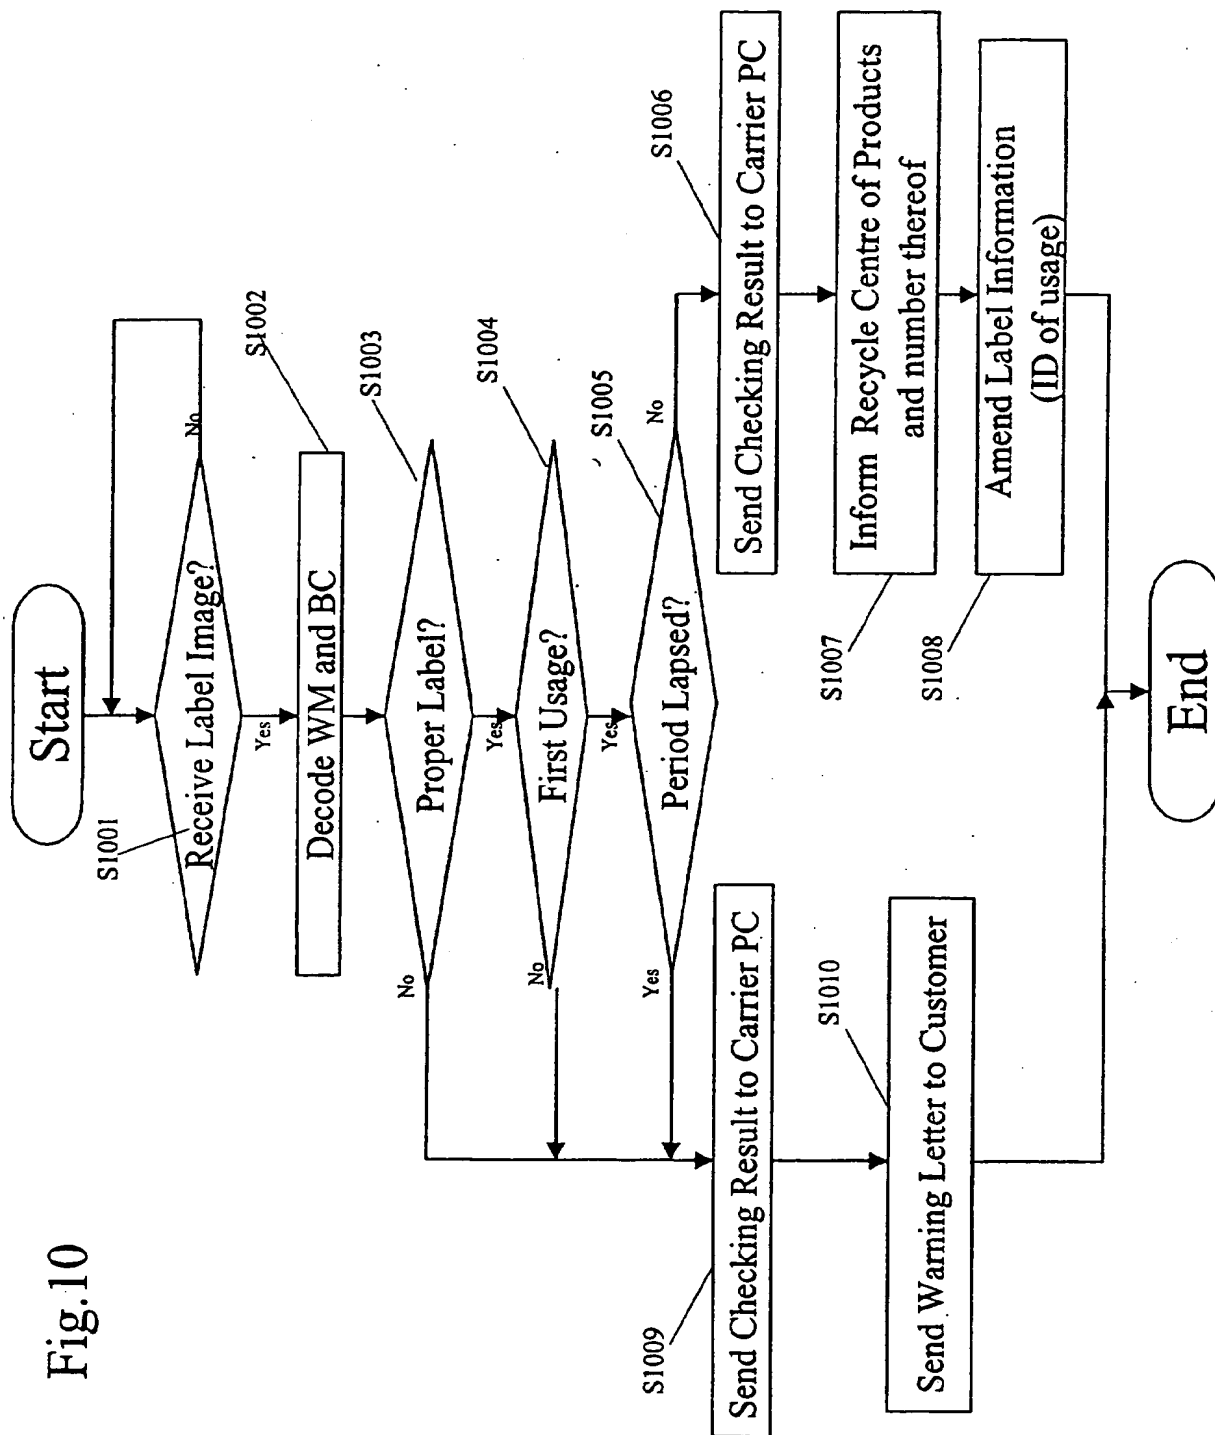 Fig.10
Start
S1001
Receive Label Image?
No
Yes
S1002
Decode WM and BC
S1003
Proper Label?
No
Yes
S1004
First Usage?
No
Yes
S1005
Period Lapsed?
Yes
No
S1006
Send Checking Result to Carrier PC
S1007
Inform Recycle Centre of Products
and number thereof
S1008
Amend Label Information
(ID of usage)
S1009
Send Checking Result to Carrier PC
S1010
Send Warning Letter to Customer
End